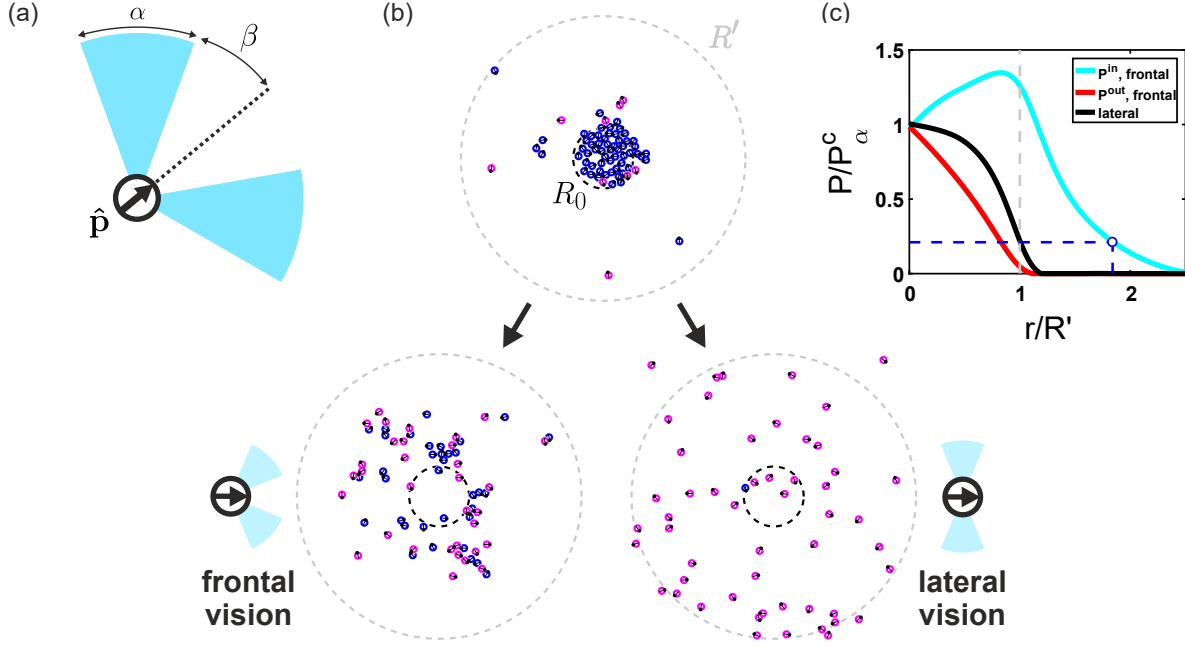 (a)
α
β
p̂
(b)
R'
R₀
frontal
vision
lateral
vision
(c)
1.5
1
0.5
0
P/P^c_α
P^in, frontal
P^out, frontal
lateral
0
1
2
r/R'